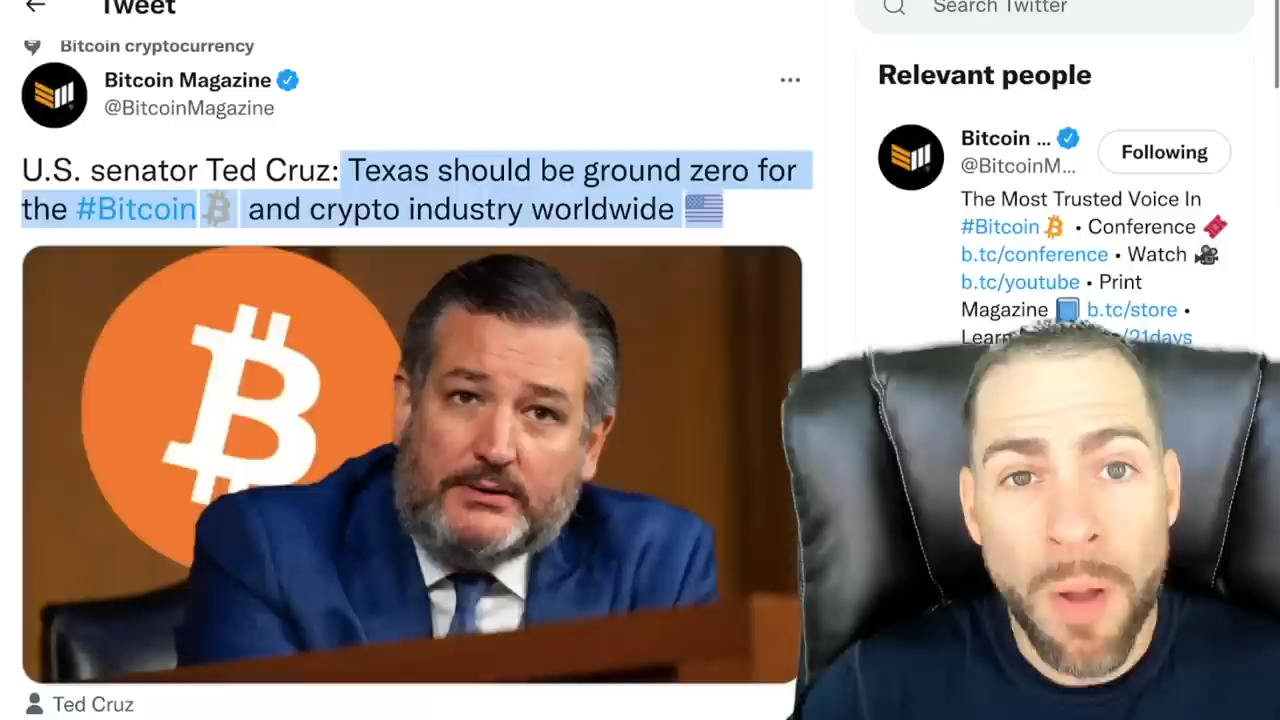 Tweet
Search Twitter
Bitcoin cryptocurrency
Bitcoin Magazine
@BitcoinMagazine
U.S. senator Ted Cruz: Texas should be ground zero for
the #Bitcoin and crypto industry worldwide 🇺🇸
Ted Cruz
Relevant people
Bitcoin ...
@BitcoinM...
Following
The Most Trusted Voice In
#Bitcoin • Conference 🎟️
b.tc/conference • Watch 🎥
b.tc/youtube • Print
Magazine 📘 b.tc/store •
Learn /21days